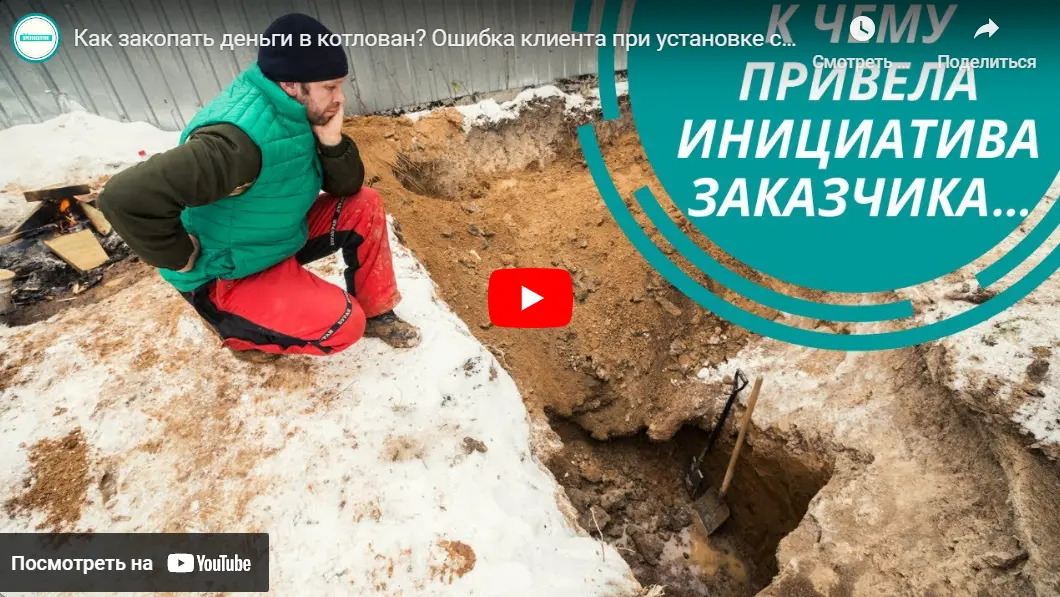 Как закопать деньги в котлован? Ошибка клиента при установке с...
Смотреть ...
Поделиться
К ЧЕМУ
ПРИВЕЛА
ИНИЦИАТИВА
ЗАКАЗЧИКА...
Посмотреть на YouTube